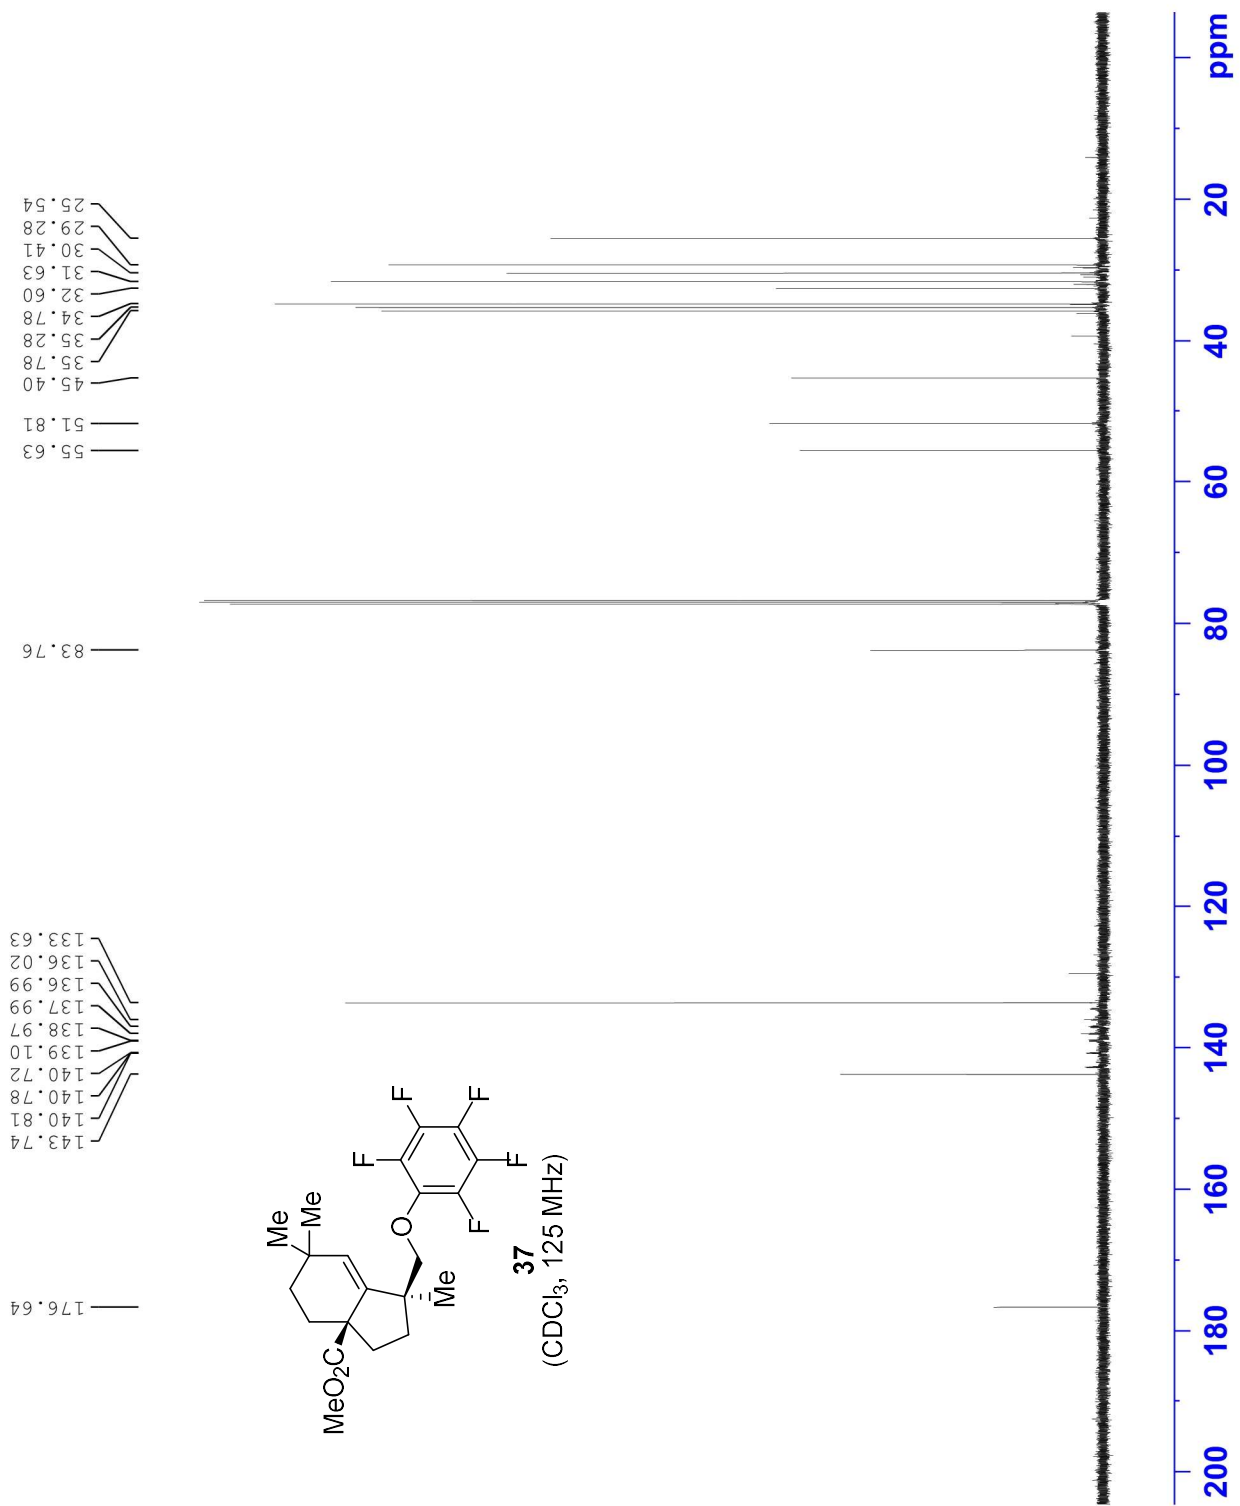 176.64
143.74
140.81
140.78
140.72
139.10
138.97
137.99
136.99
136.02
133.63
83.76
55.63
51.81
45.40
35.78
35.28
34.78
32.60
31.63
30.41
29.28
25.54
Me
Me
MeO₂C
Me
O
F
F
F
F
F
37
(CDCl₃, 125 MHz)
200 180 160 140 120 100 80 60 40 20 ppm